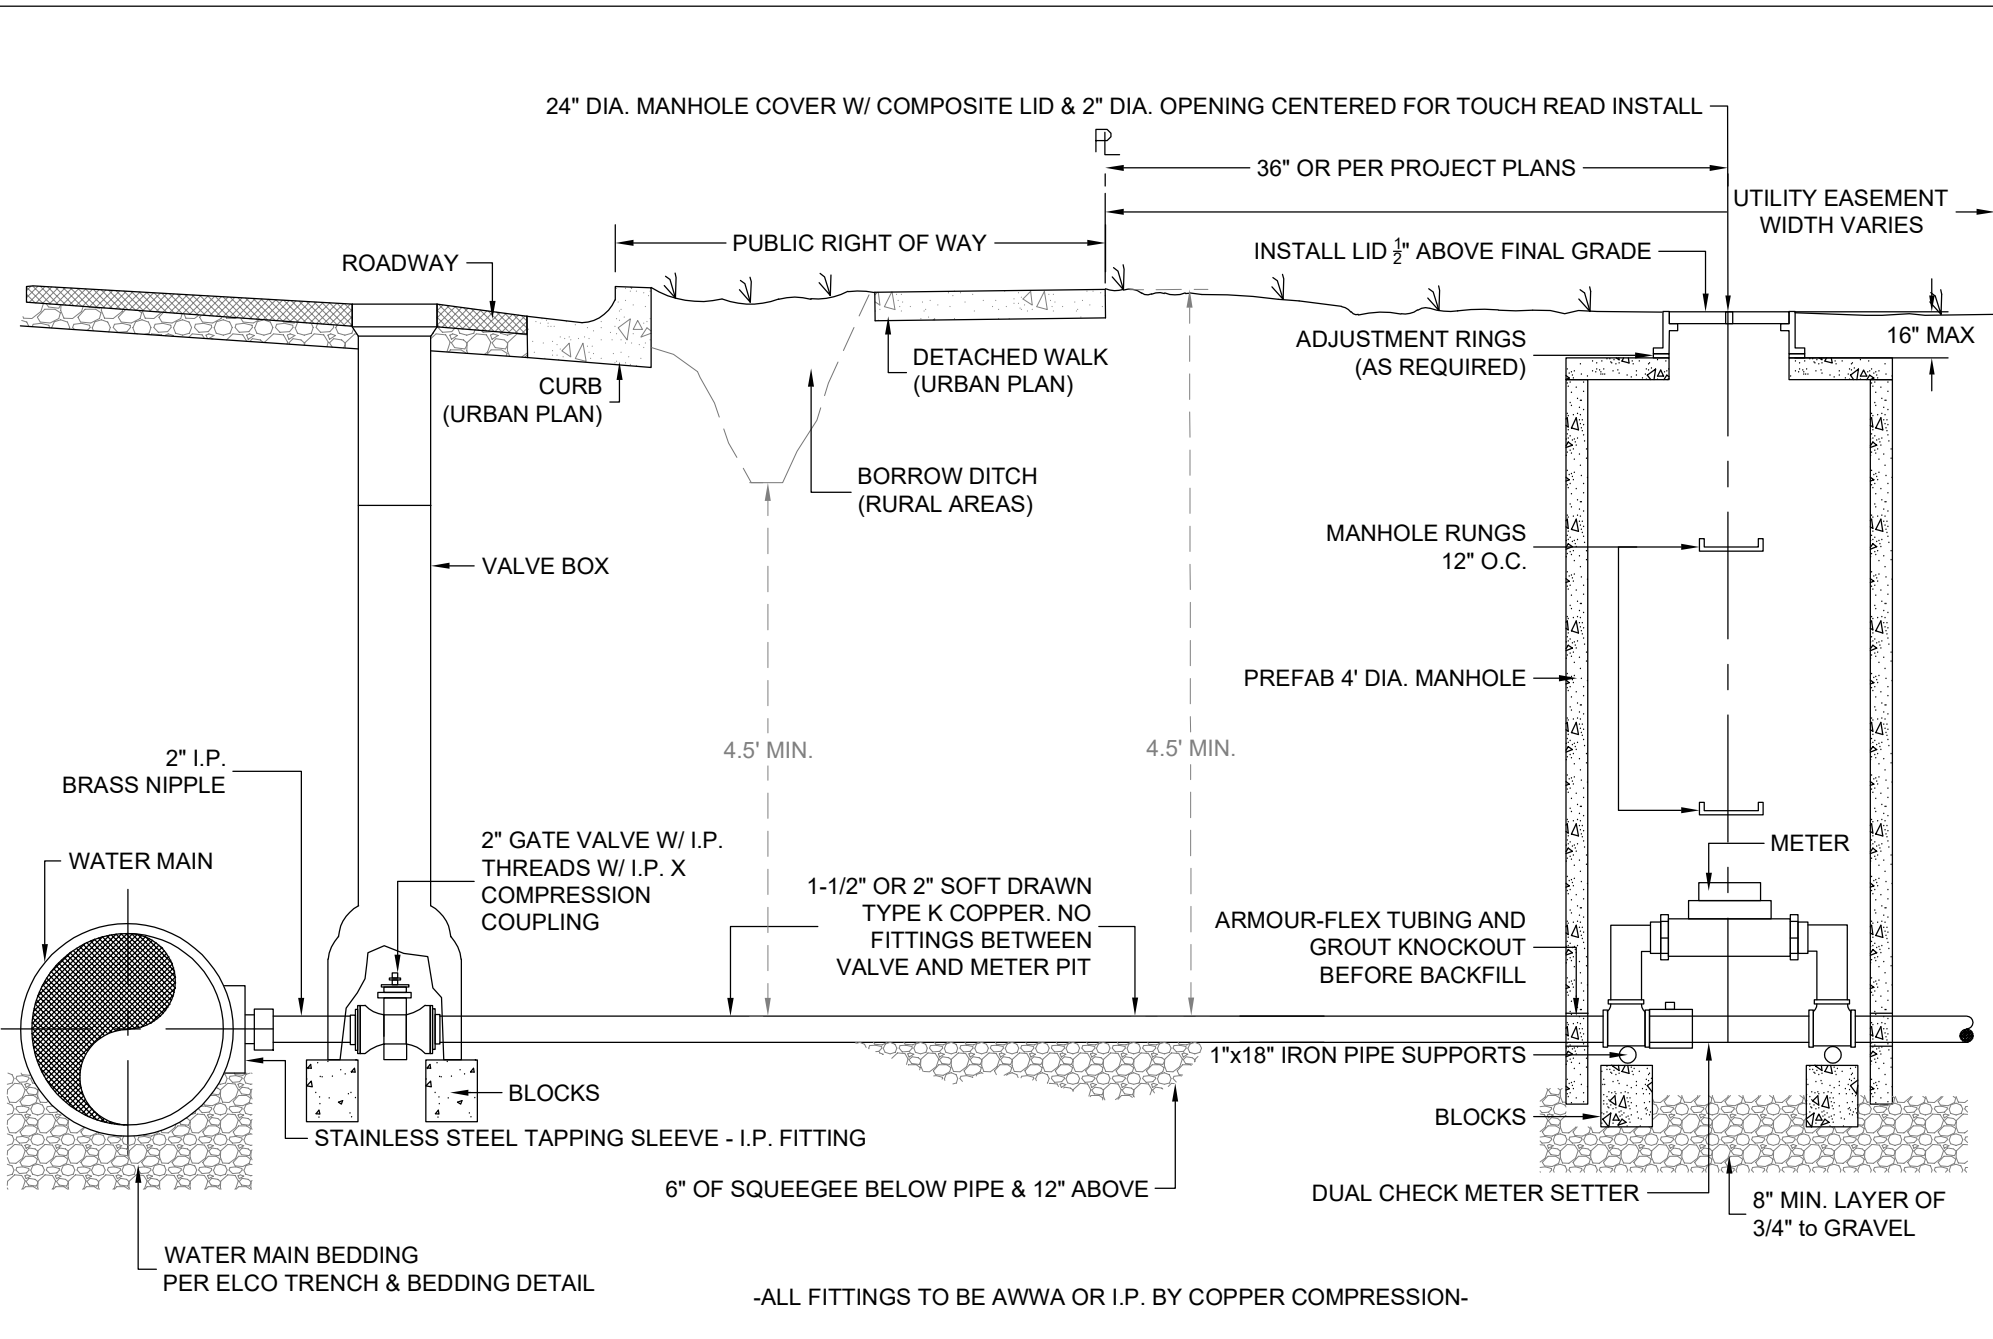 24" DIA. MANHOLE COVER W/ COMPOSITE LID & 2" DIA. OPENING CENTERED FOR TOUCH READ INSTALL
PL
36" OR PER PROJECT PLANS
UTILITY EASEMENT
WIDTH VARIES
PUBLIC RIGHT OF WAY
INSTALL LID 1/2" ABOVE FINAL GRADE
ROADWAY
16" MAX
ADJUSTMENT RINGS
(AS REQUIRED)
DETACHED WALK
(URBAN PLAN)
CURB
(URBAN PLAN)
BORROW DITCH
(RURAL AREAS)
MANHOLE RUNGS
12" O.C.
VALVE BOX
PREFAB 4' DIA. MANHOLE
4.5' MIN.
4.5' MIN.
2" I.P.
BRASS NIPPLE
2" GATE VALVE W/ I.P.
THREADS W/ I.P. X
COMPRESSION
COUPLING
METER
WATER MAIN
1-1/2" OR 2" SOFT DRAWN
TYPE K COPPER. NO
FITTINGS BETWEEN
VALVE AND METER PIT
ARMOUR-FLEX TUBING AND
GROUT KNOCKOUT
BEFORE BACKFILL
1"x18" IRON PIPE SUPPORTS
BLOCKS
BLOCKS
STAINLESS STEEL TAPPING SLEEVE - I.P. FITTING
6" OF SQUEEGEE BELOW PIPE & 12" ABOVE
DUAL CHECK METER SETTER
8" MIN. LAYER OF
3/4" to GRAVEL
WATER MAIN BEDDING
PER ELCO TRENCH & BEDDING DETAIL
-ALL FITTINGS TO BE AWWA OR I.P. BY COPPER COMPRESSION-